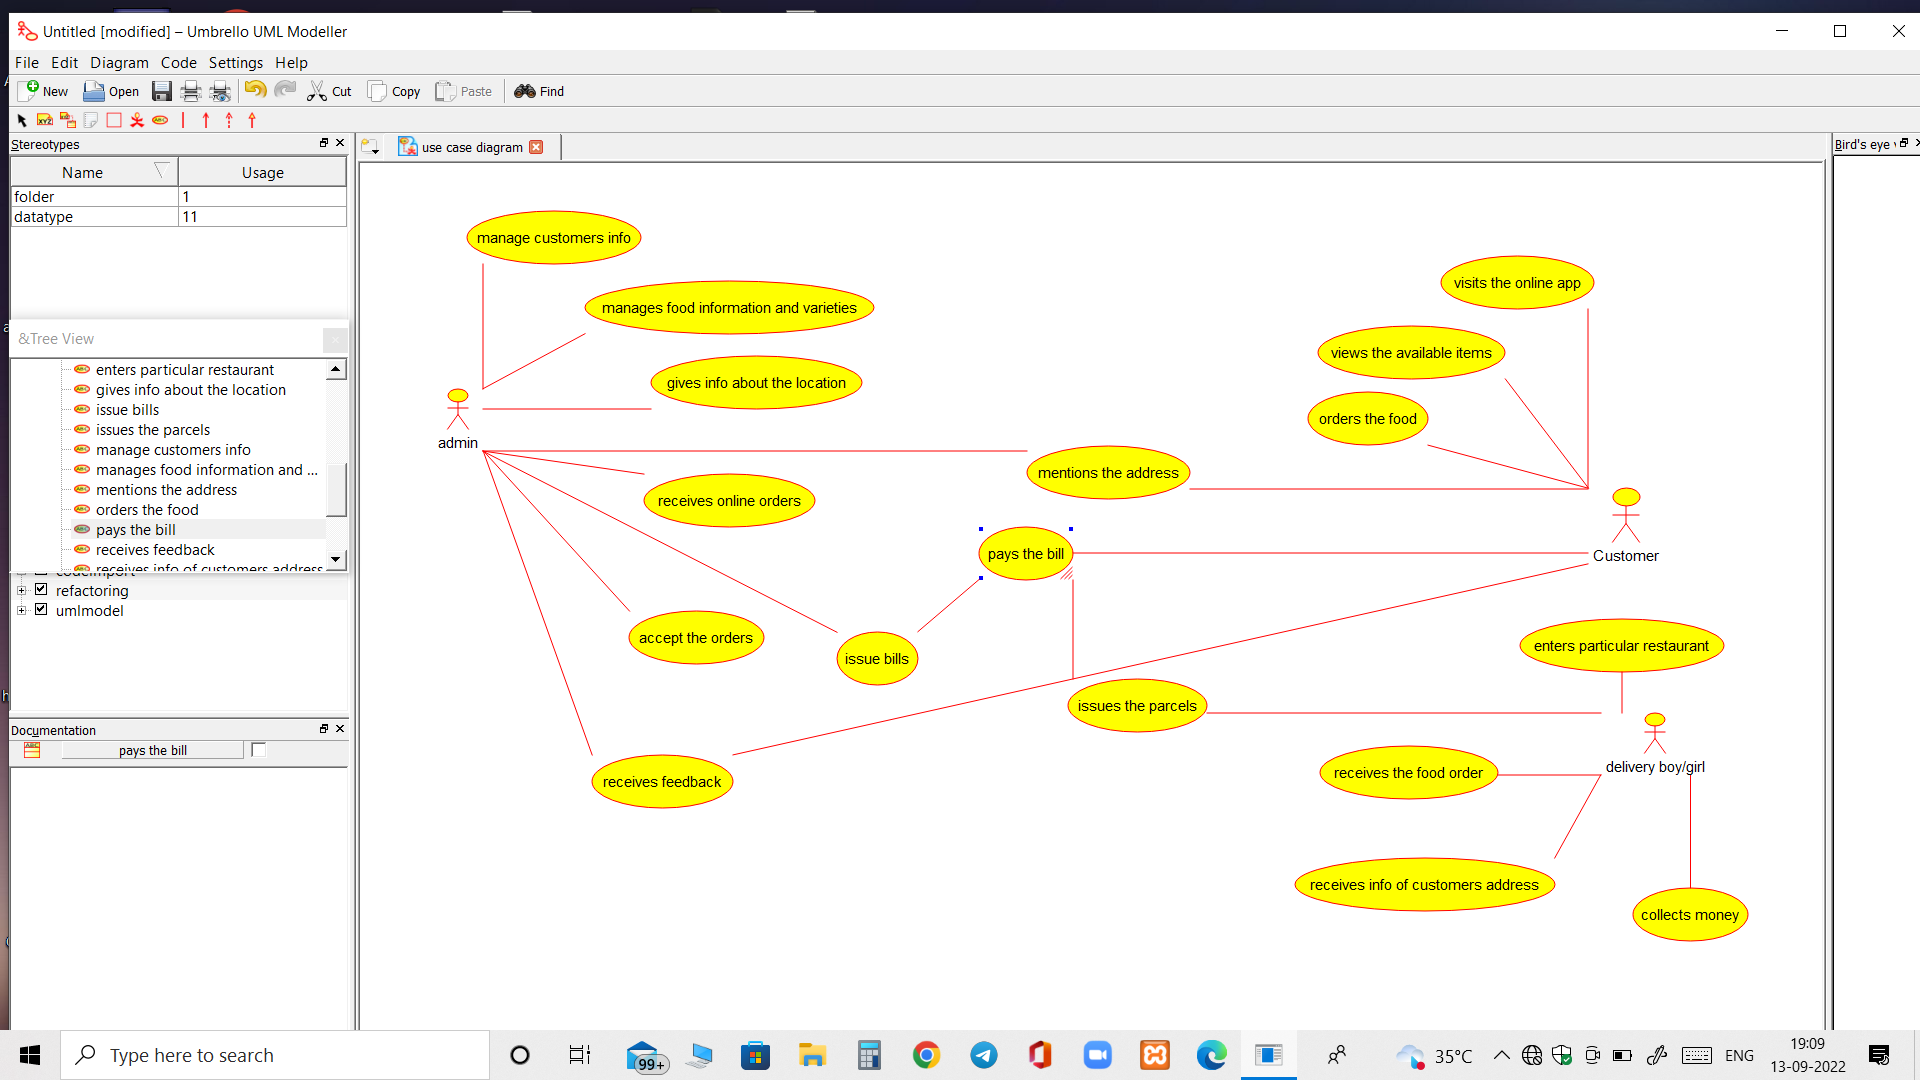 Untitled [modified] – Umbrello UML Modeller
File Edit Diagram Code Settings Help
New Open Cut Copy Paste Find
Stereotypes
Name Usage
folder 1
datatype 11
&Tree View
enters particular restaurant
gives info about the location
issue bills
issues the parcels
manage customers info
manages food information and ...
mentions the address
orders the food
pays the bill
receives feedback
receives info of customers address
codeimport
refactoring
umlmodel
Documentation
pays the bill
use case diagram
Bird's eye
manage customers info
manages food information and varieties
gives info about the location
admin
mentions the address
receives online orders
pays the bill
accept the orders
issue bills
receives feedback
issues the parcels
visits the online app
views the available items
orders the food
Customer
enters particular restaurant
delivery boy/girl
receives the food order
receives info of customers address
collects money
Type here to search
99+
35°C
ENG
19:09
13-09-2022